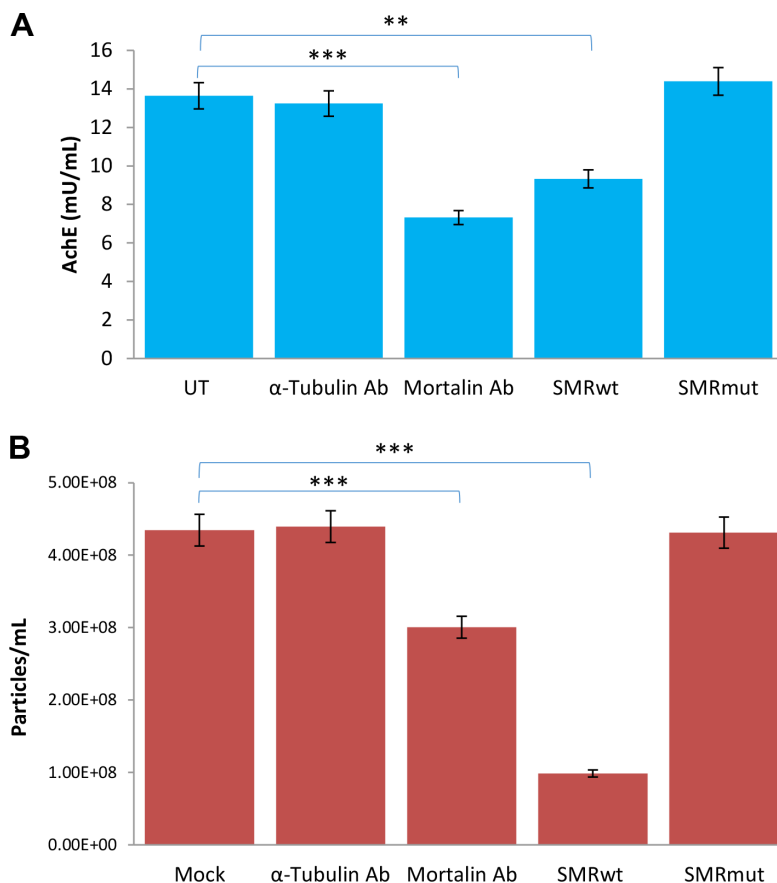 A
**
***
16
14
12
10
8
6
4
2
0
AchE (mU/mL)
UT α-Tubulin Ab Mortalin Ab SMRwt SMRmut
B
***
***
5.00E+08
4.00E+08
3.00E+08
2.00E+08
1.00E+08
0.00E+00
Particles/mL
Mock α-Tubulin Ab Mortalin Ab SMRwt SMRmut